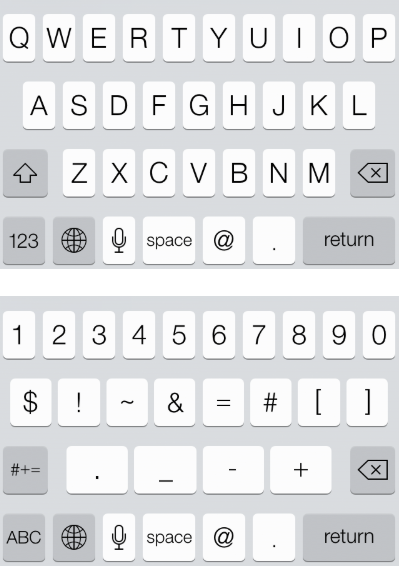 Q W E R T Y U I O P
A S D F G H J K L
Z X C V B N M
123 space @ . return
1 2 3 4 5 6 7 8 9 0
$ ! ~ & = # [ ]
#+= . _ - +
ABC space @ . return